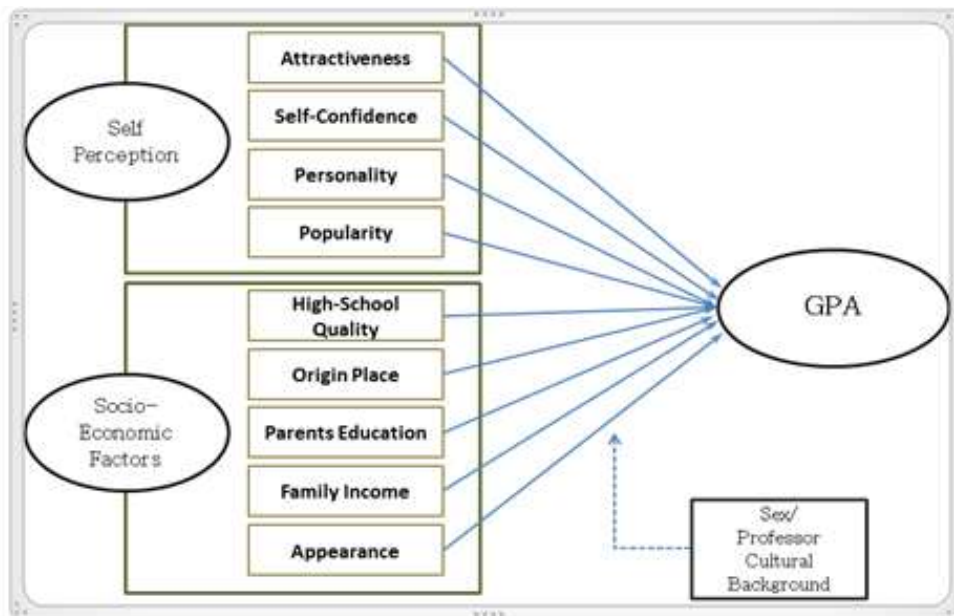 Self
Perception
Attractiveness
Self-Confidence
Personality
Popularity
Socio-
Economic
Factors
High-School
Quality
Origin Place
Parents Education
Family Income
Appearance
GPA
Sex/
Professor
Cultural
Background